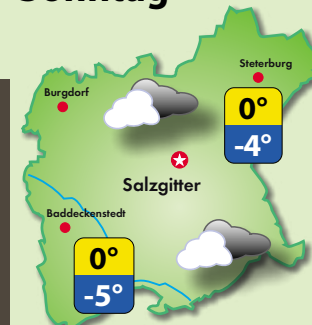 Sonntag
Steterburg
Burgdorf
0°
-4°
Salzgitter
Baddeckenstedt
0°
-5°